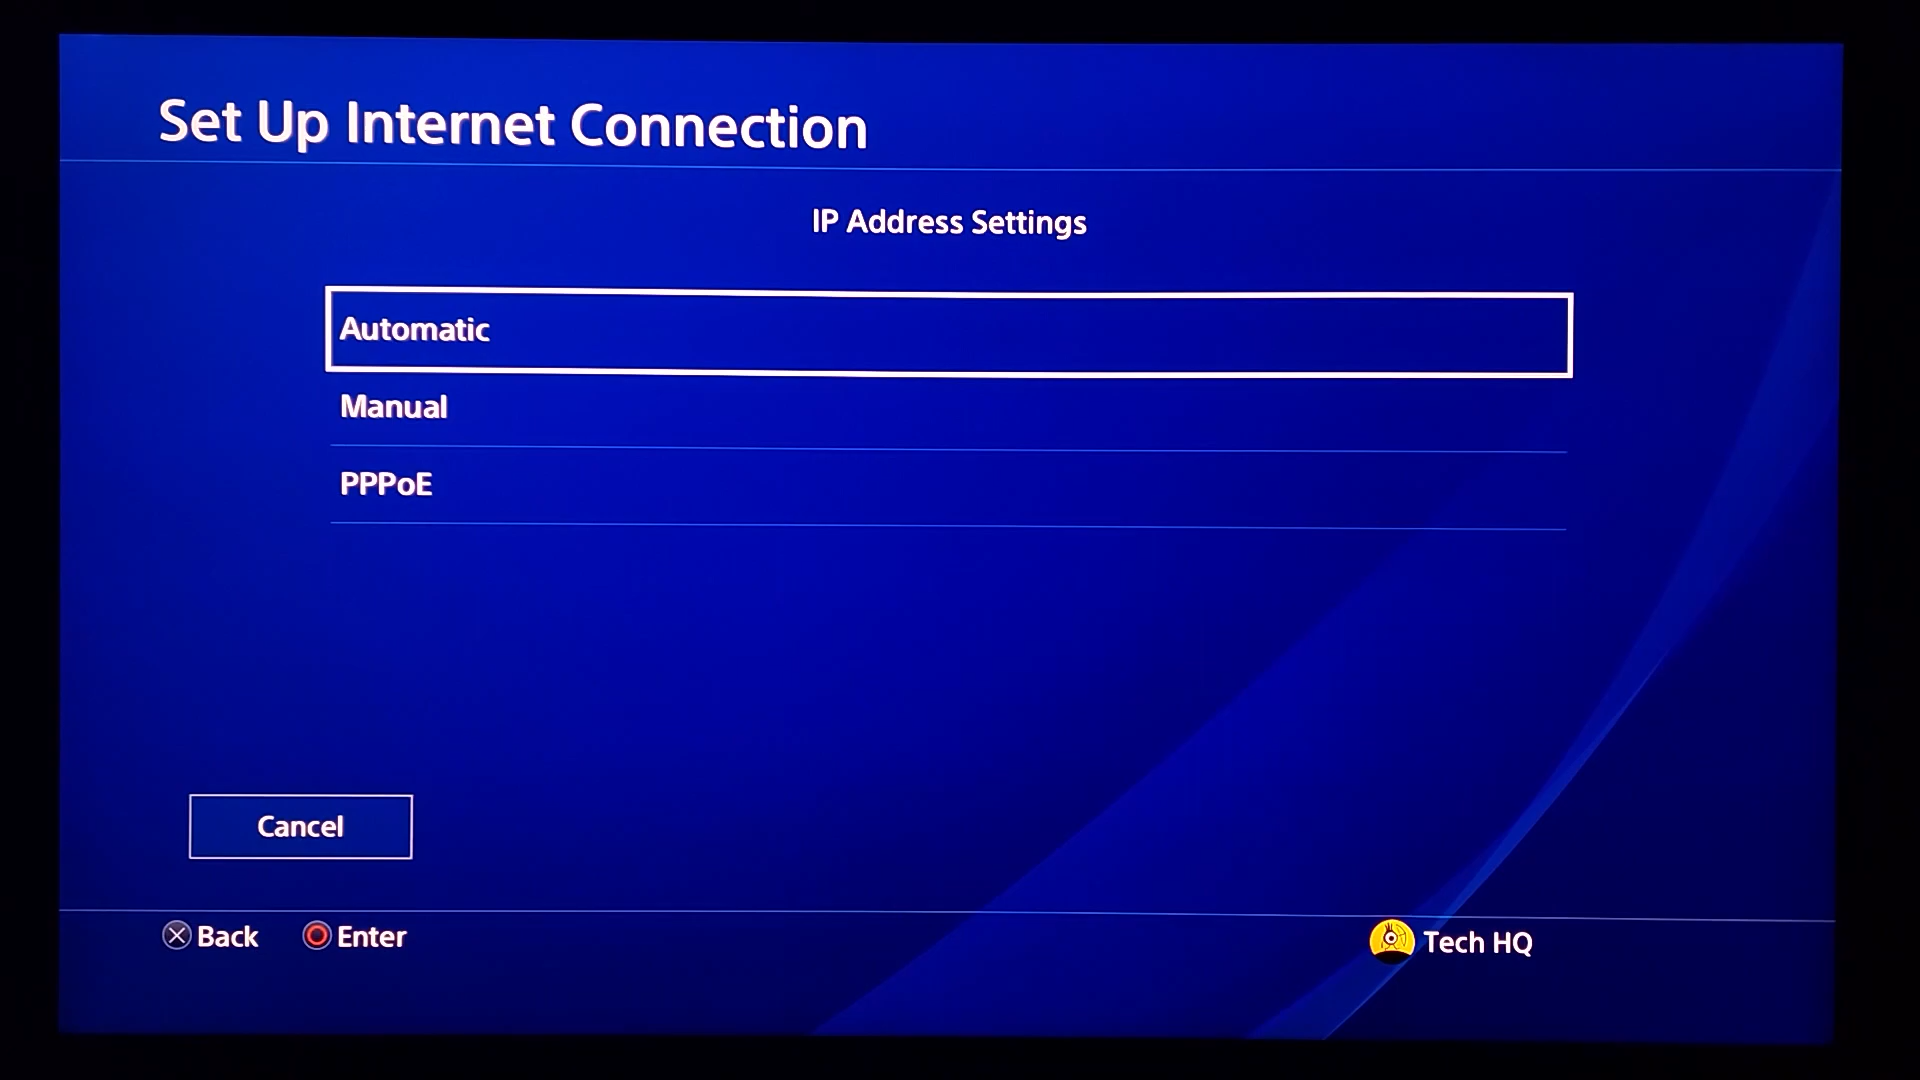 Set Up Internet Connection
IP Address Settings
Automatic
Manual
PPPoE
Cancel
Back Enter Tech HQ